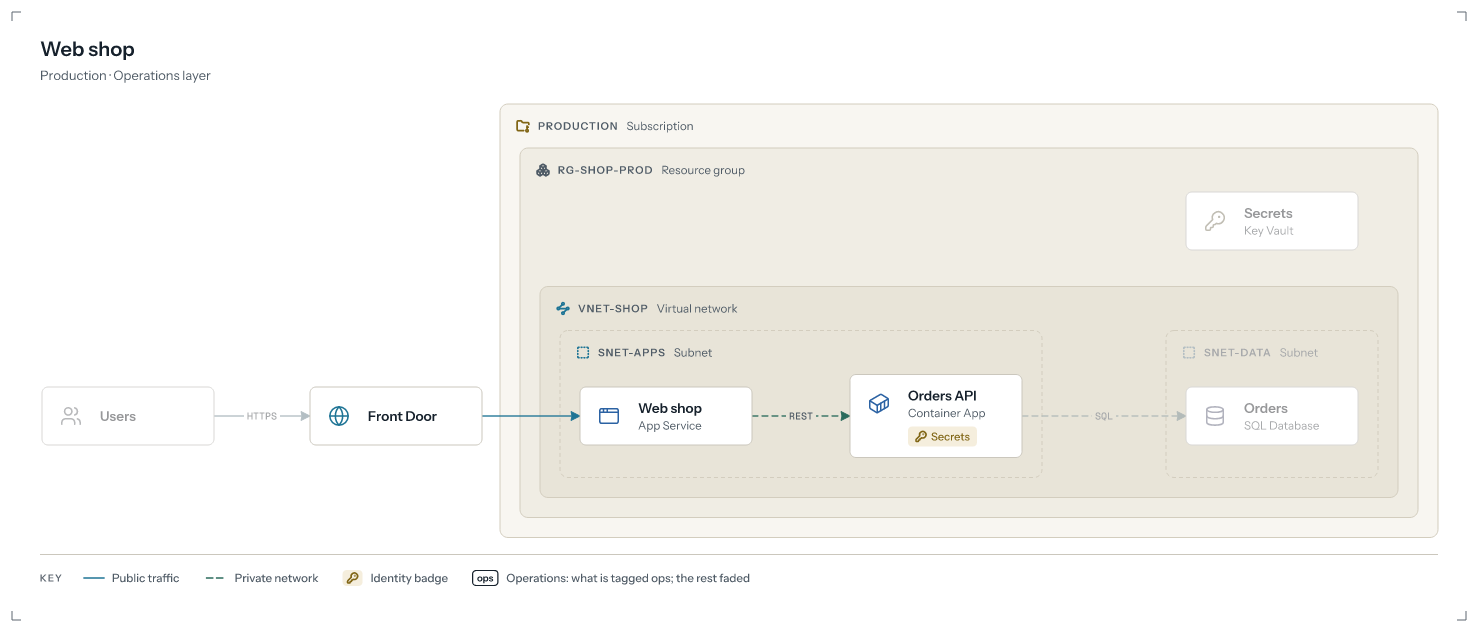 Web shop
Production · Operations layer
PRODUCTION Subscription
RG-SHOP-PROD Resource group
Secrets
Key Vault
VNET-SHOP Virtual network
SNET-APPS Subnet
SNET-DATA Subnet
Users
HTTPS
Front Door
Web shop
App Service
REST
Orders API
Container App
Secrets
SQL
Orders
SQL Database
KEY Public traffic Private network Identity badge ops Operations: what is tagged ops; the rest faded